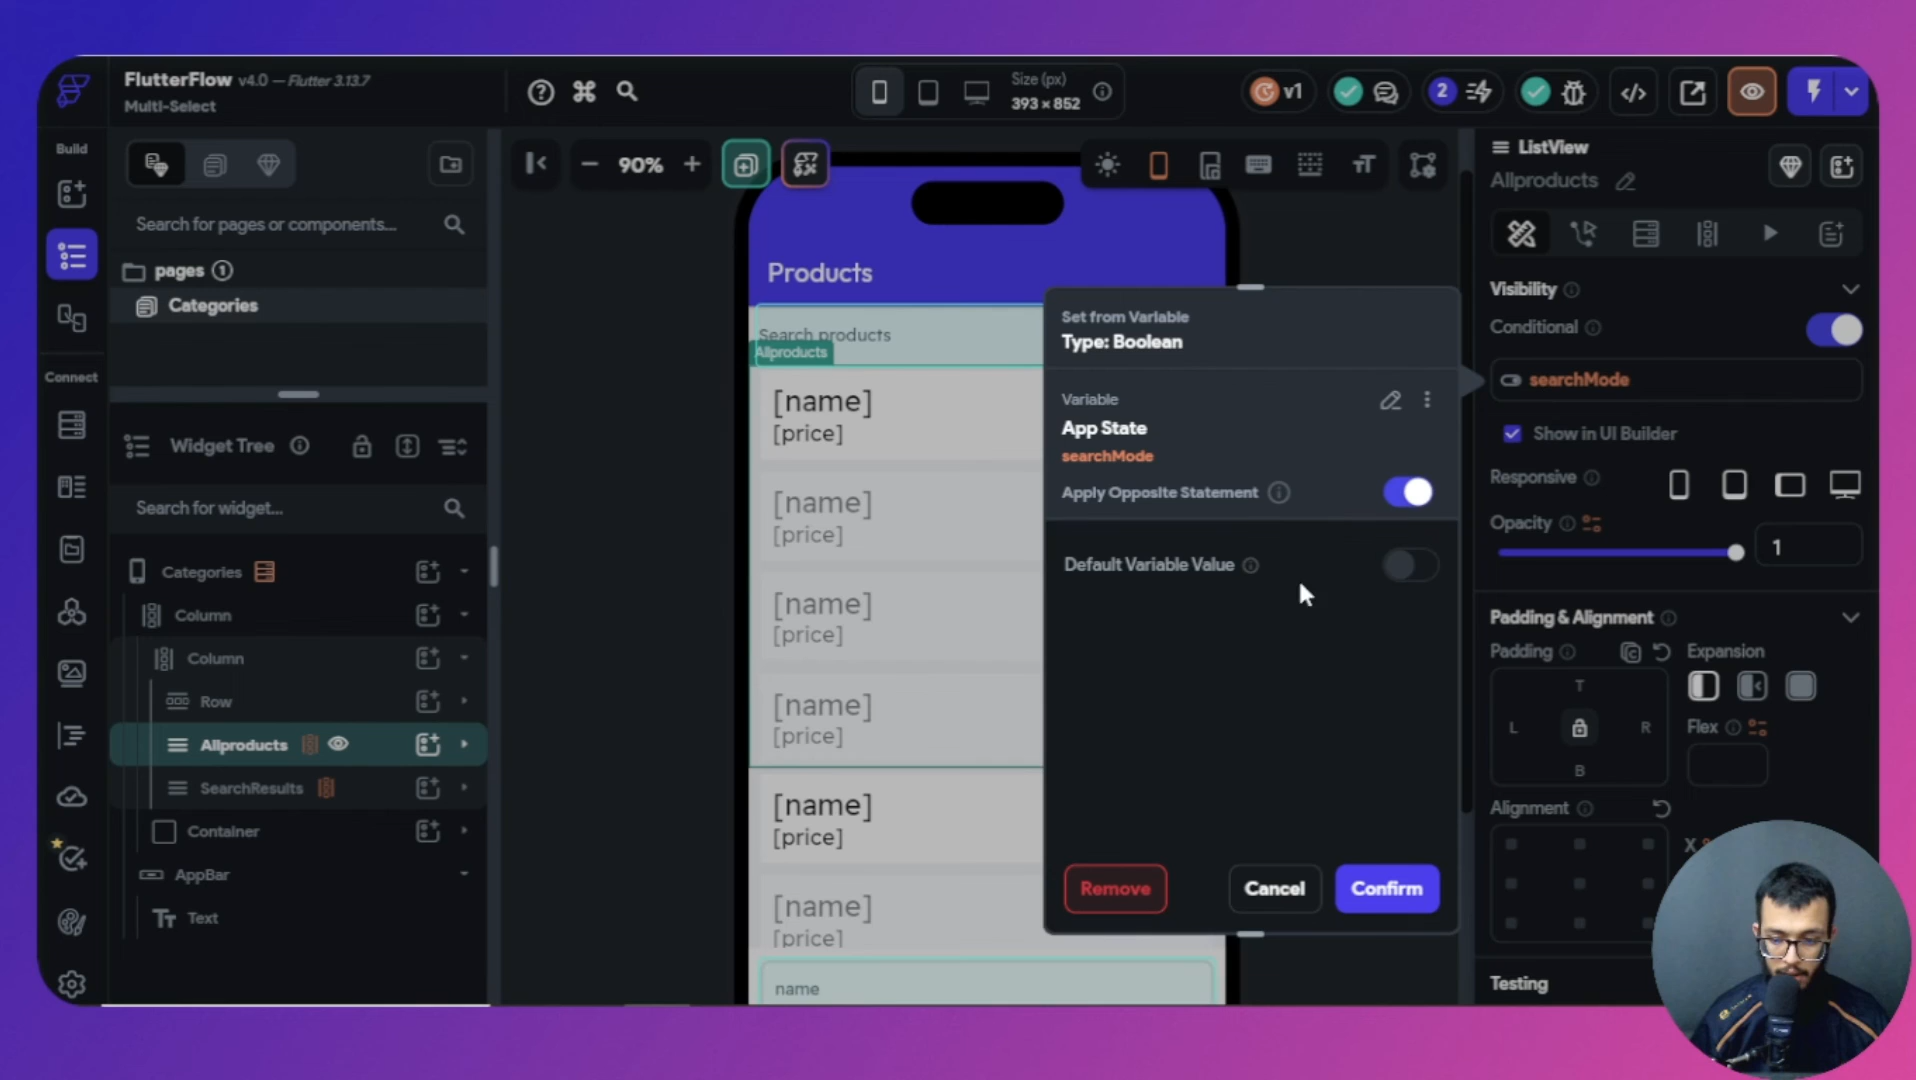 FlutterFlow v4.0 — Flutter 3.13.7
Multi-Select
Size (px)
393 × 852
v1
2
Build
Connect
Search for pages or components...
pages 1
Categories
Widget Tree
Search for widget...
Categories
Column
Column
Row
Allproducts
SearchResults
Container
AppBar
Tт Text
90%
тT
Products
Search products
Allproducts
[name]
[price]
[name]
[price]
[name]
[price]
[name]
[price]
[name]
[price]
[name]
[price]
name
Set from Variable
Type: Boolean
Variable
App State
searchMode
Apply Opposite Statement
Default Variable Value
Remove
Cancel
Confirm
ListView
Allproducts
Visibility
Conditional
searchMode
Show in UI Builder
Responsive
Opacity
1
Padding & Alignment
Padding
Expansion
T
L
R
B
Flex
Alignment
X
Testing